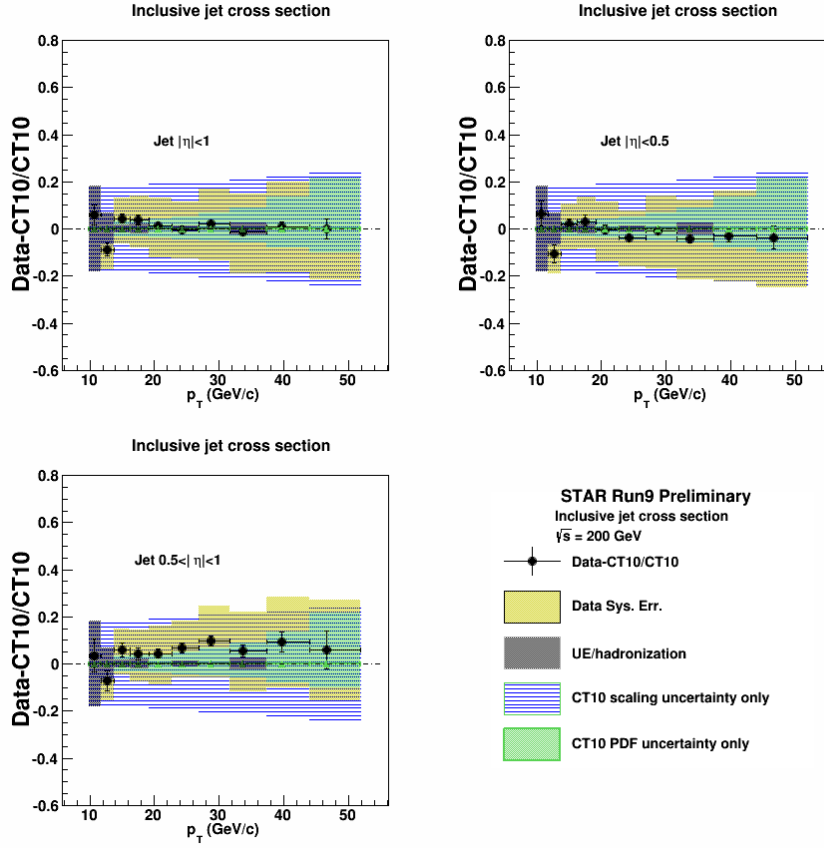 Inclusive jet cross section
Data-CT10/CT10
0.8
0.6
0.4
0.2
0
-0.2
-0.4
-0.6
Jet |η|<1
10 20 30 40 50
p_T (GeV/c)
Inclusive jet cross section
Data-CT10/CT10
0.8
0.6
0.4
0.2
0
-0.2
-0.4
-0.6
Jet |η|<0.5
10 20 30 40 50
p_T (GeV/c)
Inclusive jet cross section
Data-CT10/CT10
0.8
0.6
0.4
0.2
0
-0.2
-0.4
-0.6
Jet 0.5<| η|<1
10 20 30 40 50
p_T (GeV/c)
STAR Run9 Preliminary
Inclusive jet cross section
√s = 200 GeV
Data-CT10/CT10
Data Sys. Err.
UE/hadronization
CT10 scaling uncertainty only
CT10 PDF uncertainty only